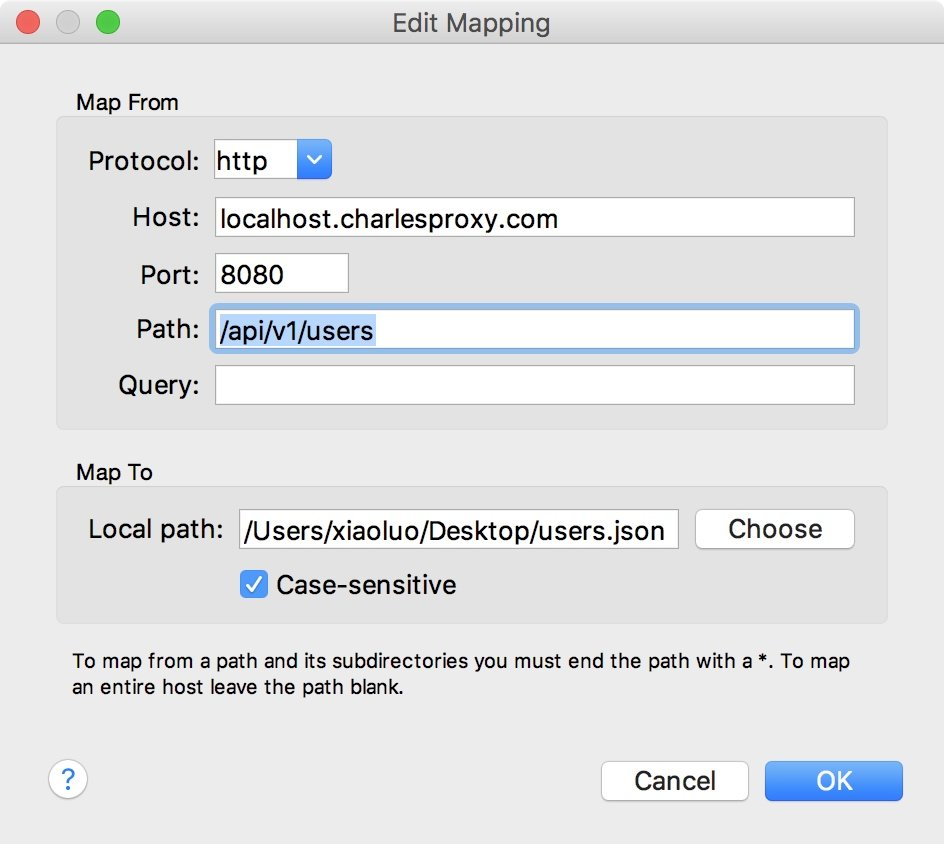 Edit Mapping
Map From
Protocol: http
Host: localhost.charlesproxy.com
Port: 8080
Path: /api/v1/users
Query:
Map To
Local path: /Users/xiaoluo/Desktop/users.json Choose
Case-sensitive
To map from a path and its subdirectories you must end the path with a *. To map
an entire host leave the path blank.
? Cancel OK